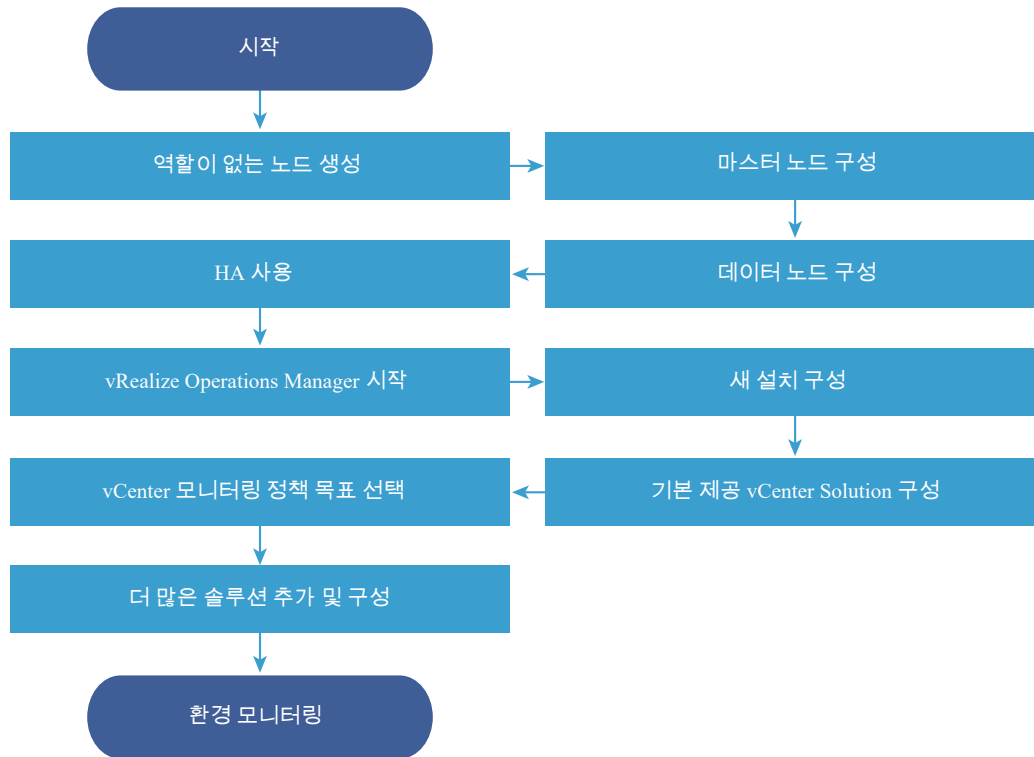 시작
역할이 없는 노드 생성
마스터 노드 구성
데이터 노드 구성
HA 사용
vRealize Operations Manager 시작
새 설치 구성
기본 제공 vCenter Solution 구성
vCenter 모니터링 정책 목표 선택
더 많은 솔루션 추가 및 구성
환경 모니터링